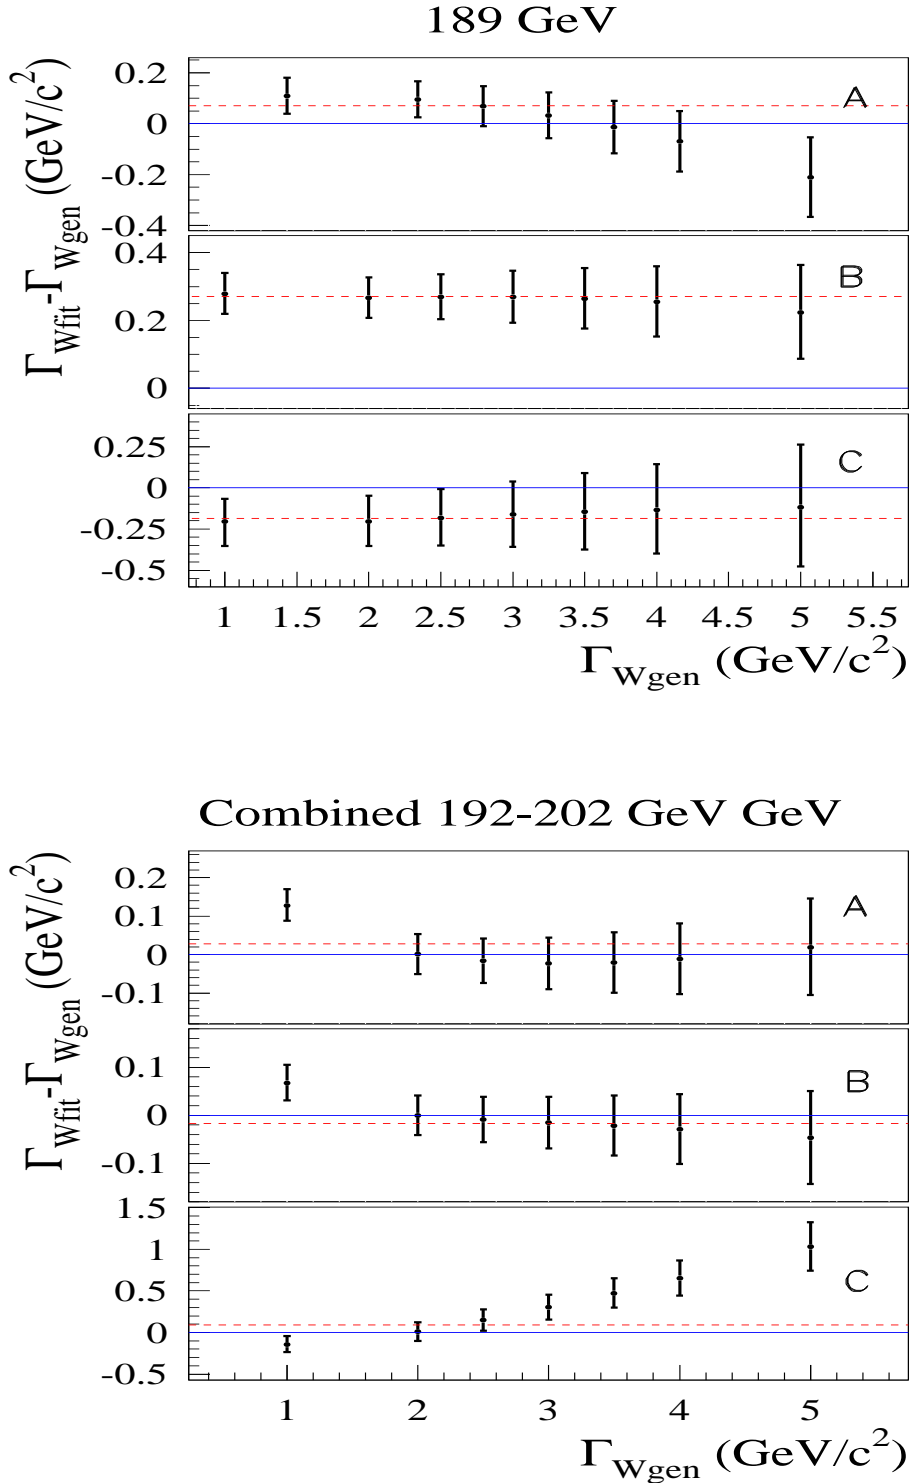 189 GeV
Γ_Wfit-Γ_Wgen (GeV/c²)
0.2
0
-0.2
-0.4
A
0.4
0.2
0
B
0.25
0
-0.25
-0.5
C
1 1.5 2 2.5 3 3.5 4 4.5 5 5.5
Γ_Wgen (GeV/c²)
Combined 192-202 GeV GeV
Γ_Wfit-Γ_Wgen (GeV/c²)
0.2
0.1
0
-0.1
A
0.1
0
-0.1
B
1.5
1
0.5
0
-0.5
C
1 2 3 4 5
Γ_Wgen (GeV/c²)